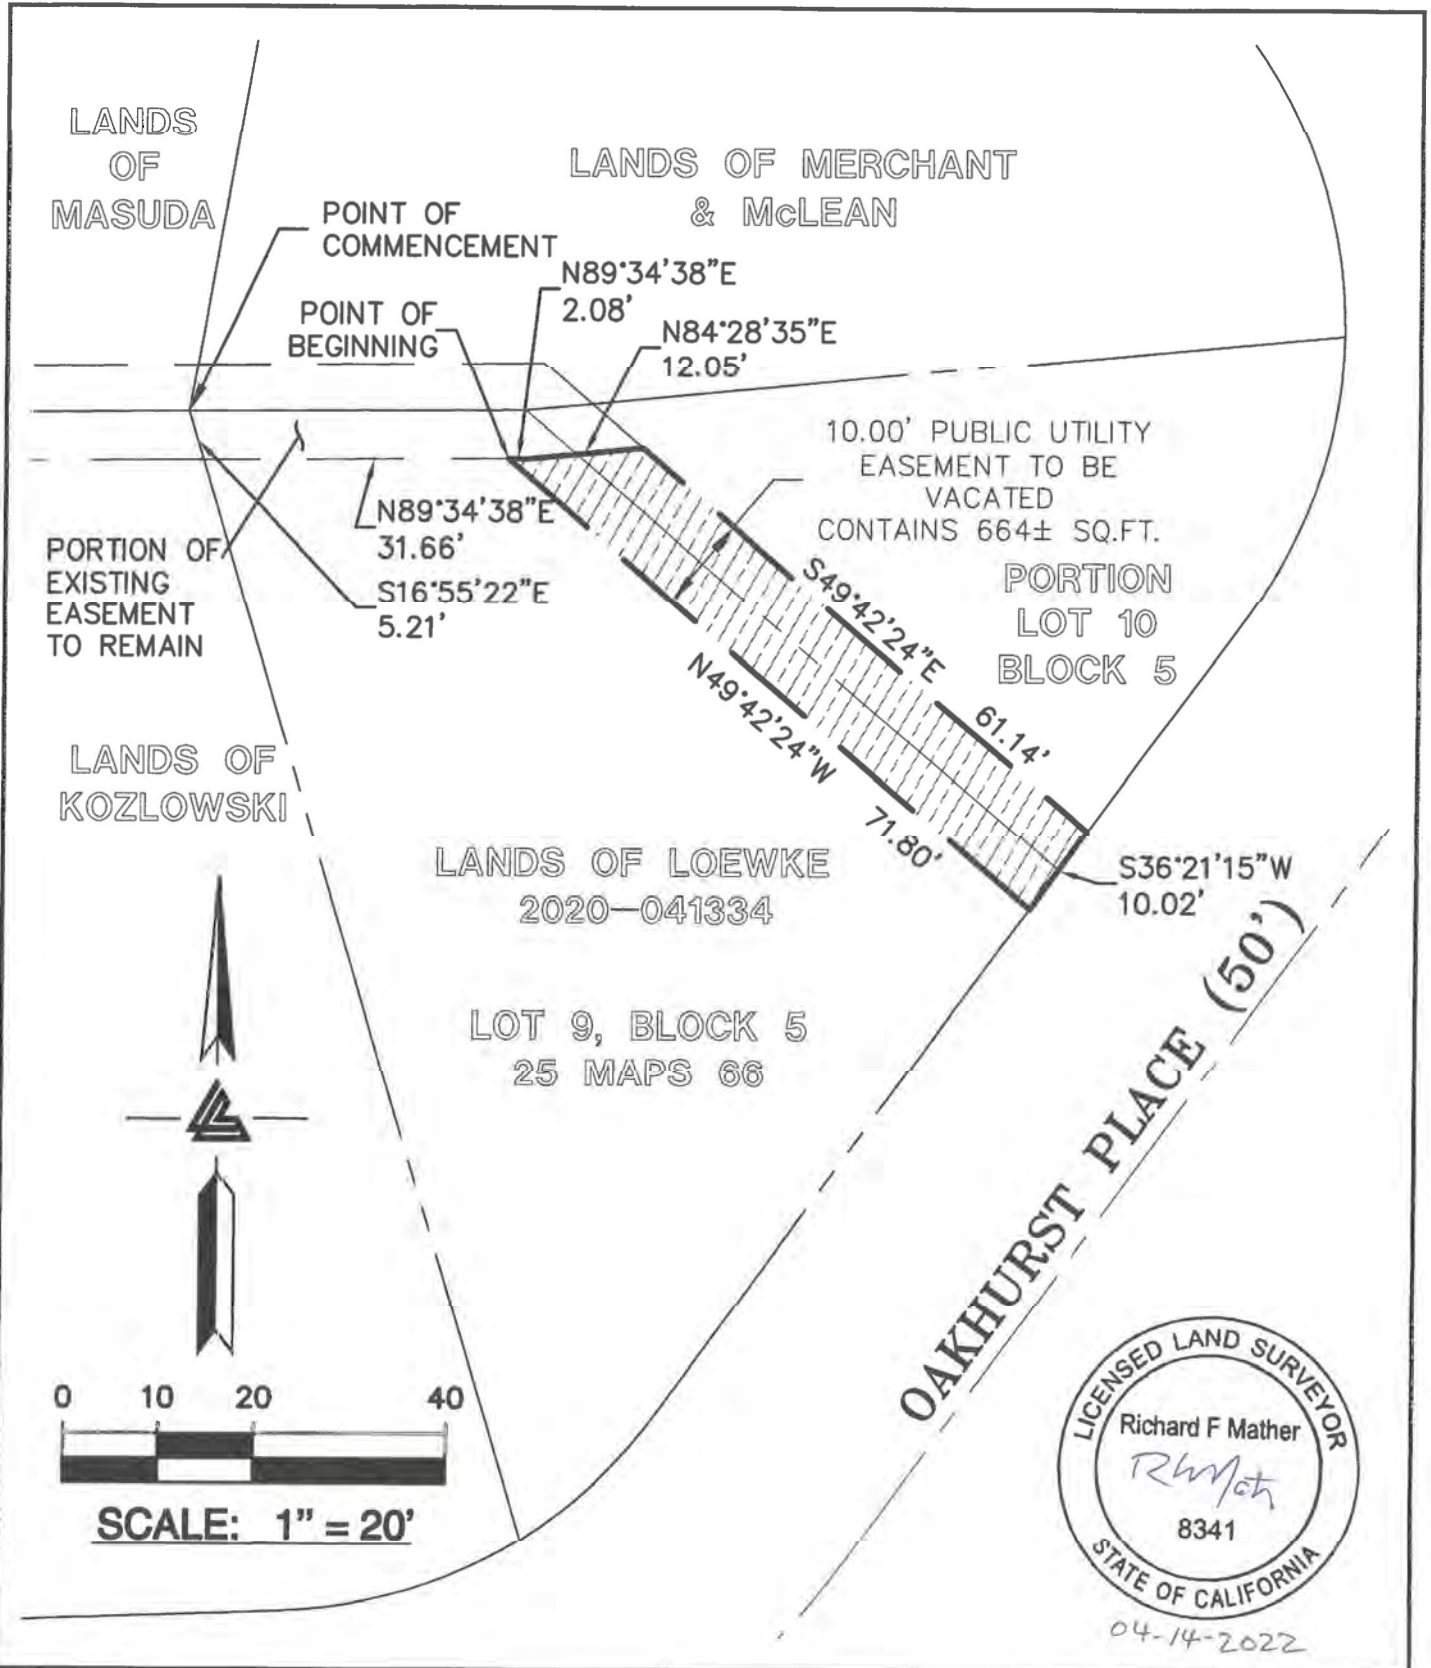 LANDS
OF
MASUDA
LANDS OF MERCHANT
& McLEAN
POINT OF
COMMENCEMENT
N89°34'38"E
2.08'
POINT OF
BEGINNING
N84°28'35"E
12.05'
10.00' PUBLIC UTILITY
EASEMENT TO BE
VACATED
CONTAINS 664± SQ.FT.
N89°34'38"E
31.66'
PORTION OF
EXISTING
EASEMENT
TO REMAIN
S16°55'22"E
5.21'
PORTION
LOT 10
BLOCK 5
S49°42'24"E
61.14'
N49°42'24"W
71.80'
LANDS OF
KOZLOWSKI
LANDS OF LOEWKE
2020-041334
S36°21'15"W
10.02'
LOT 9, BLOCK 5
25 MAPS 66
OAKHURST PLACE (50')
0 10 20 40
SCALE: 1" = 20'
LICENSED LAND SURVEYOR
Richard F Mather
8341
STATE OF CALIFORNIA
04-14-2022